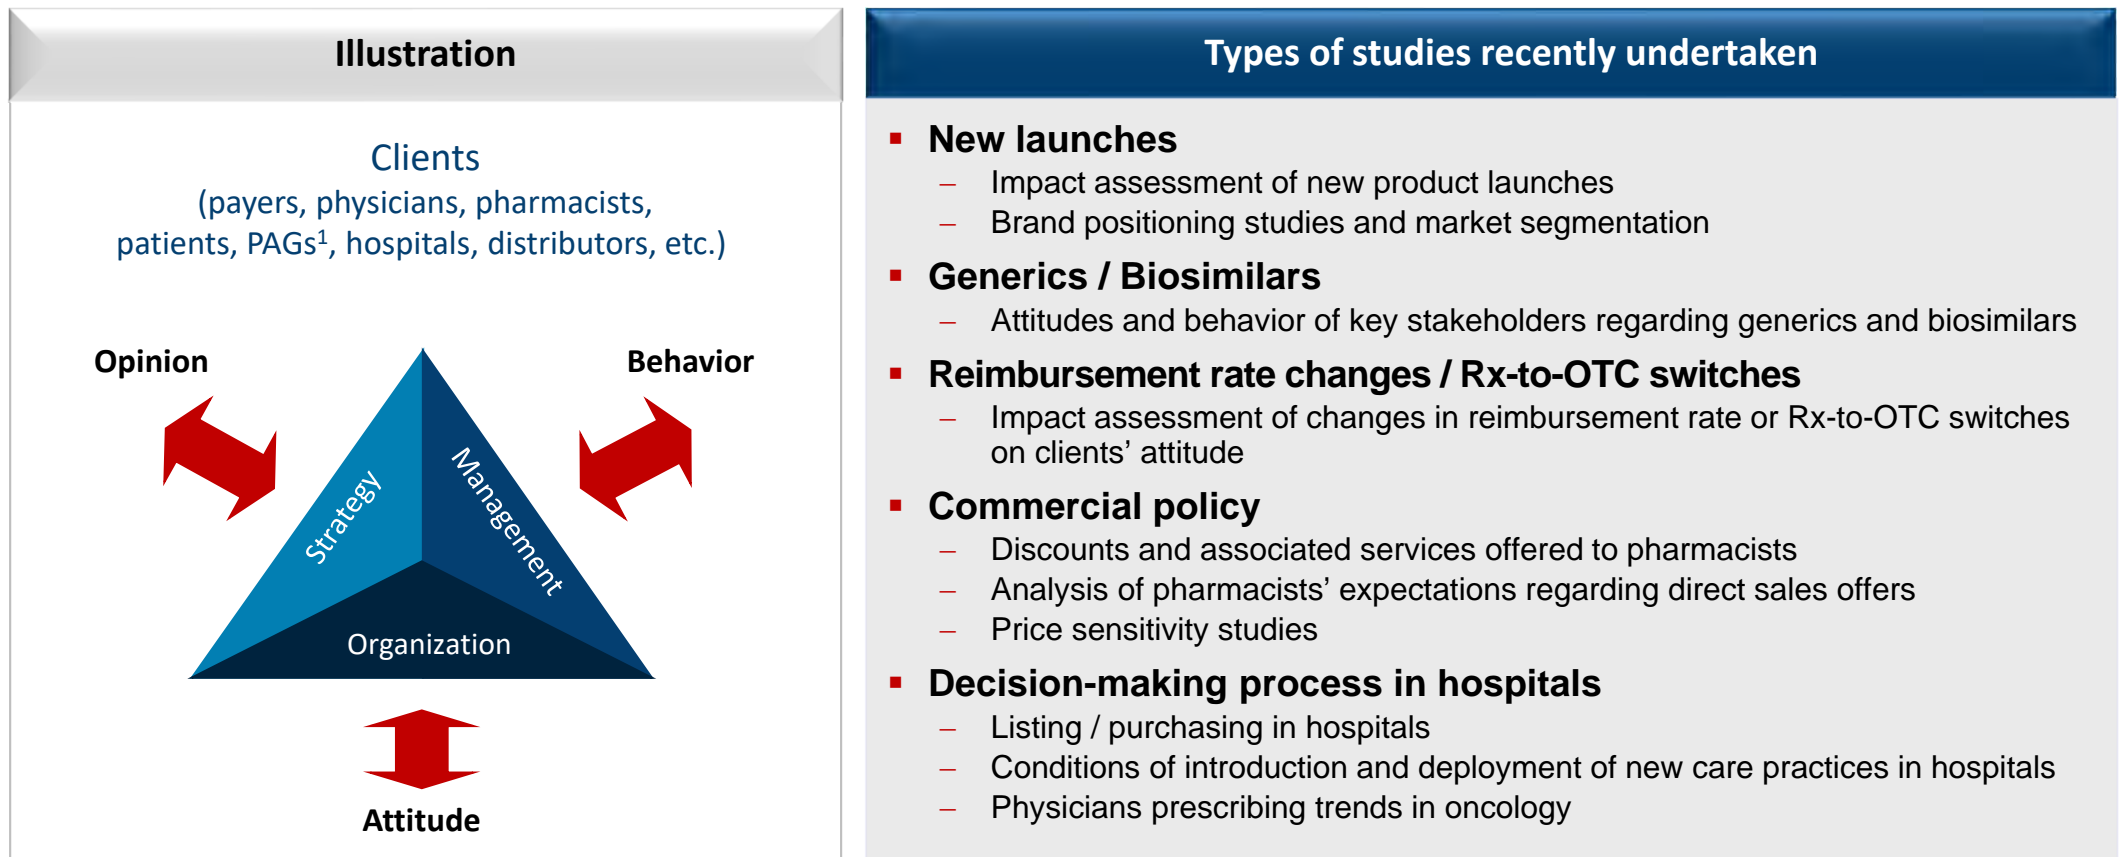 Illustration
Clients
(payers, physicians, pharmacists,
patients, PAGs¹, hospitals, distributors, etc.)
Opinion
Behavior
Strategy
Management
Organization
Attitude
Types of studies recently undertaken
▪ New launches
– Impact assessment of new product launches
– Brand positioning studies and market segmentation
▪ Generics / Biosimilars
– Attitudes and behavior of key stakeholders regarding generics and biosimilars
▪ Reimbursement rate changes / Rx-to-OTC switches
– Impact assessment of changes in reimbursement rate or Rx-to-OTC switches
on clients’ attitude
▪ Commercial policy
– Discounts and associated services offered to pharmacists
– Analysis of pharmacists’ expectations regarding direct sales offers
– Price sensitivity studies
▪ Decision-making process in hospitals
– Listing / purchasing in hospitals
– Conditions of introduction and deployment of new care practices in hospitals
– Physicians prescribing trends in oncology